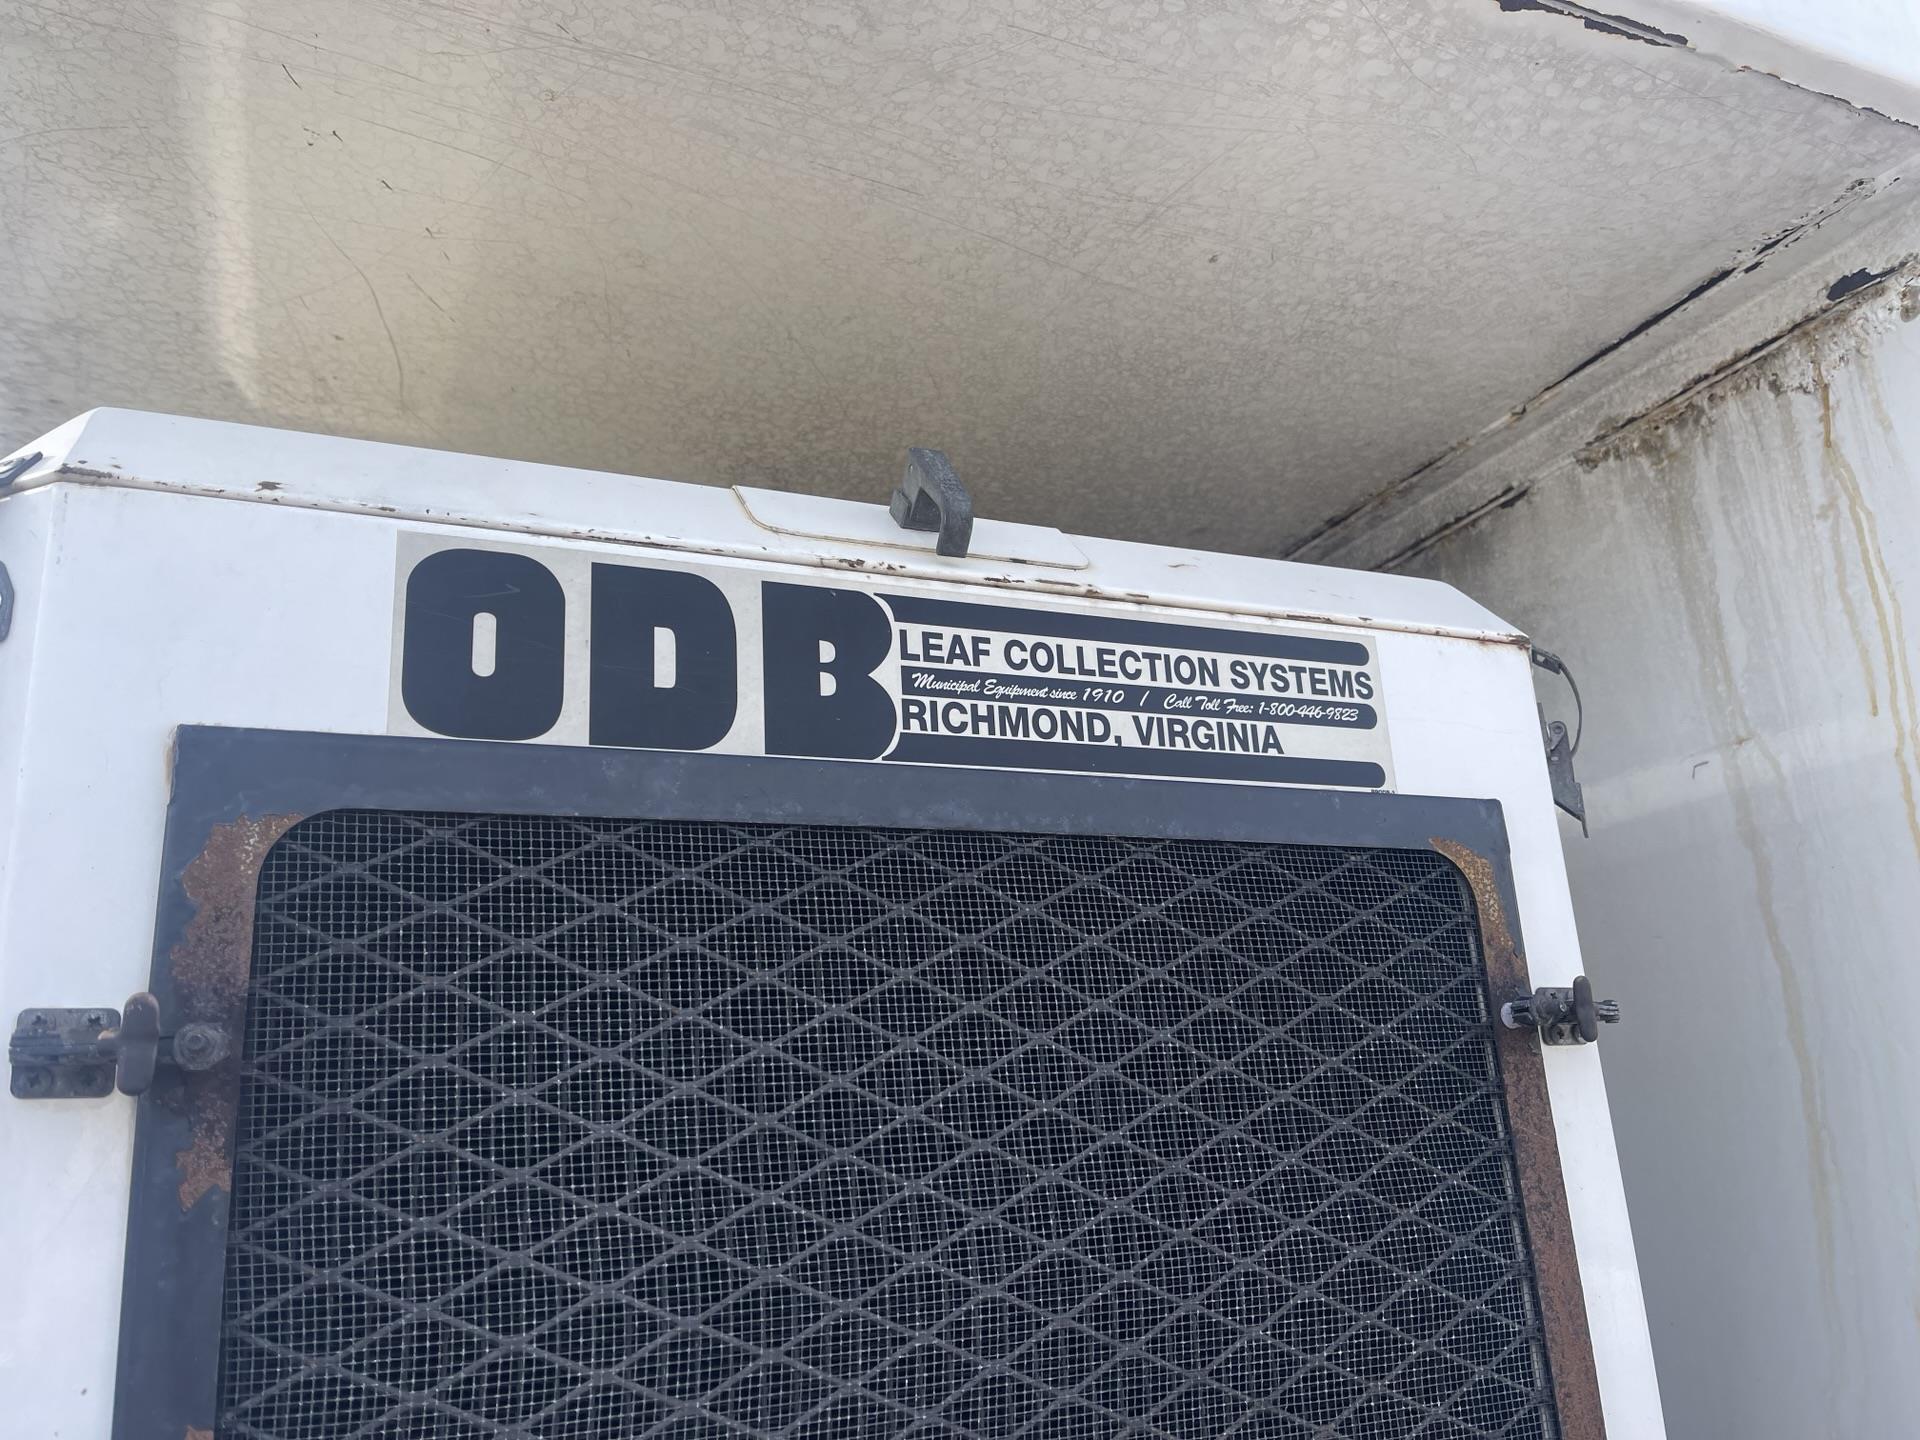 ODB
LEAF COLLECTION SYSTEMS
Municipal Equipment since 1910 / Call Toll Free: 1-800-446-9823
RICHMOND, VIRGINIA